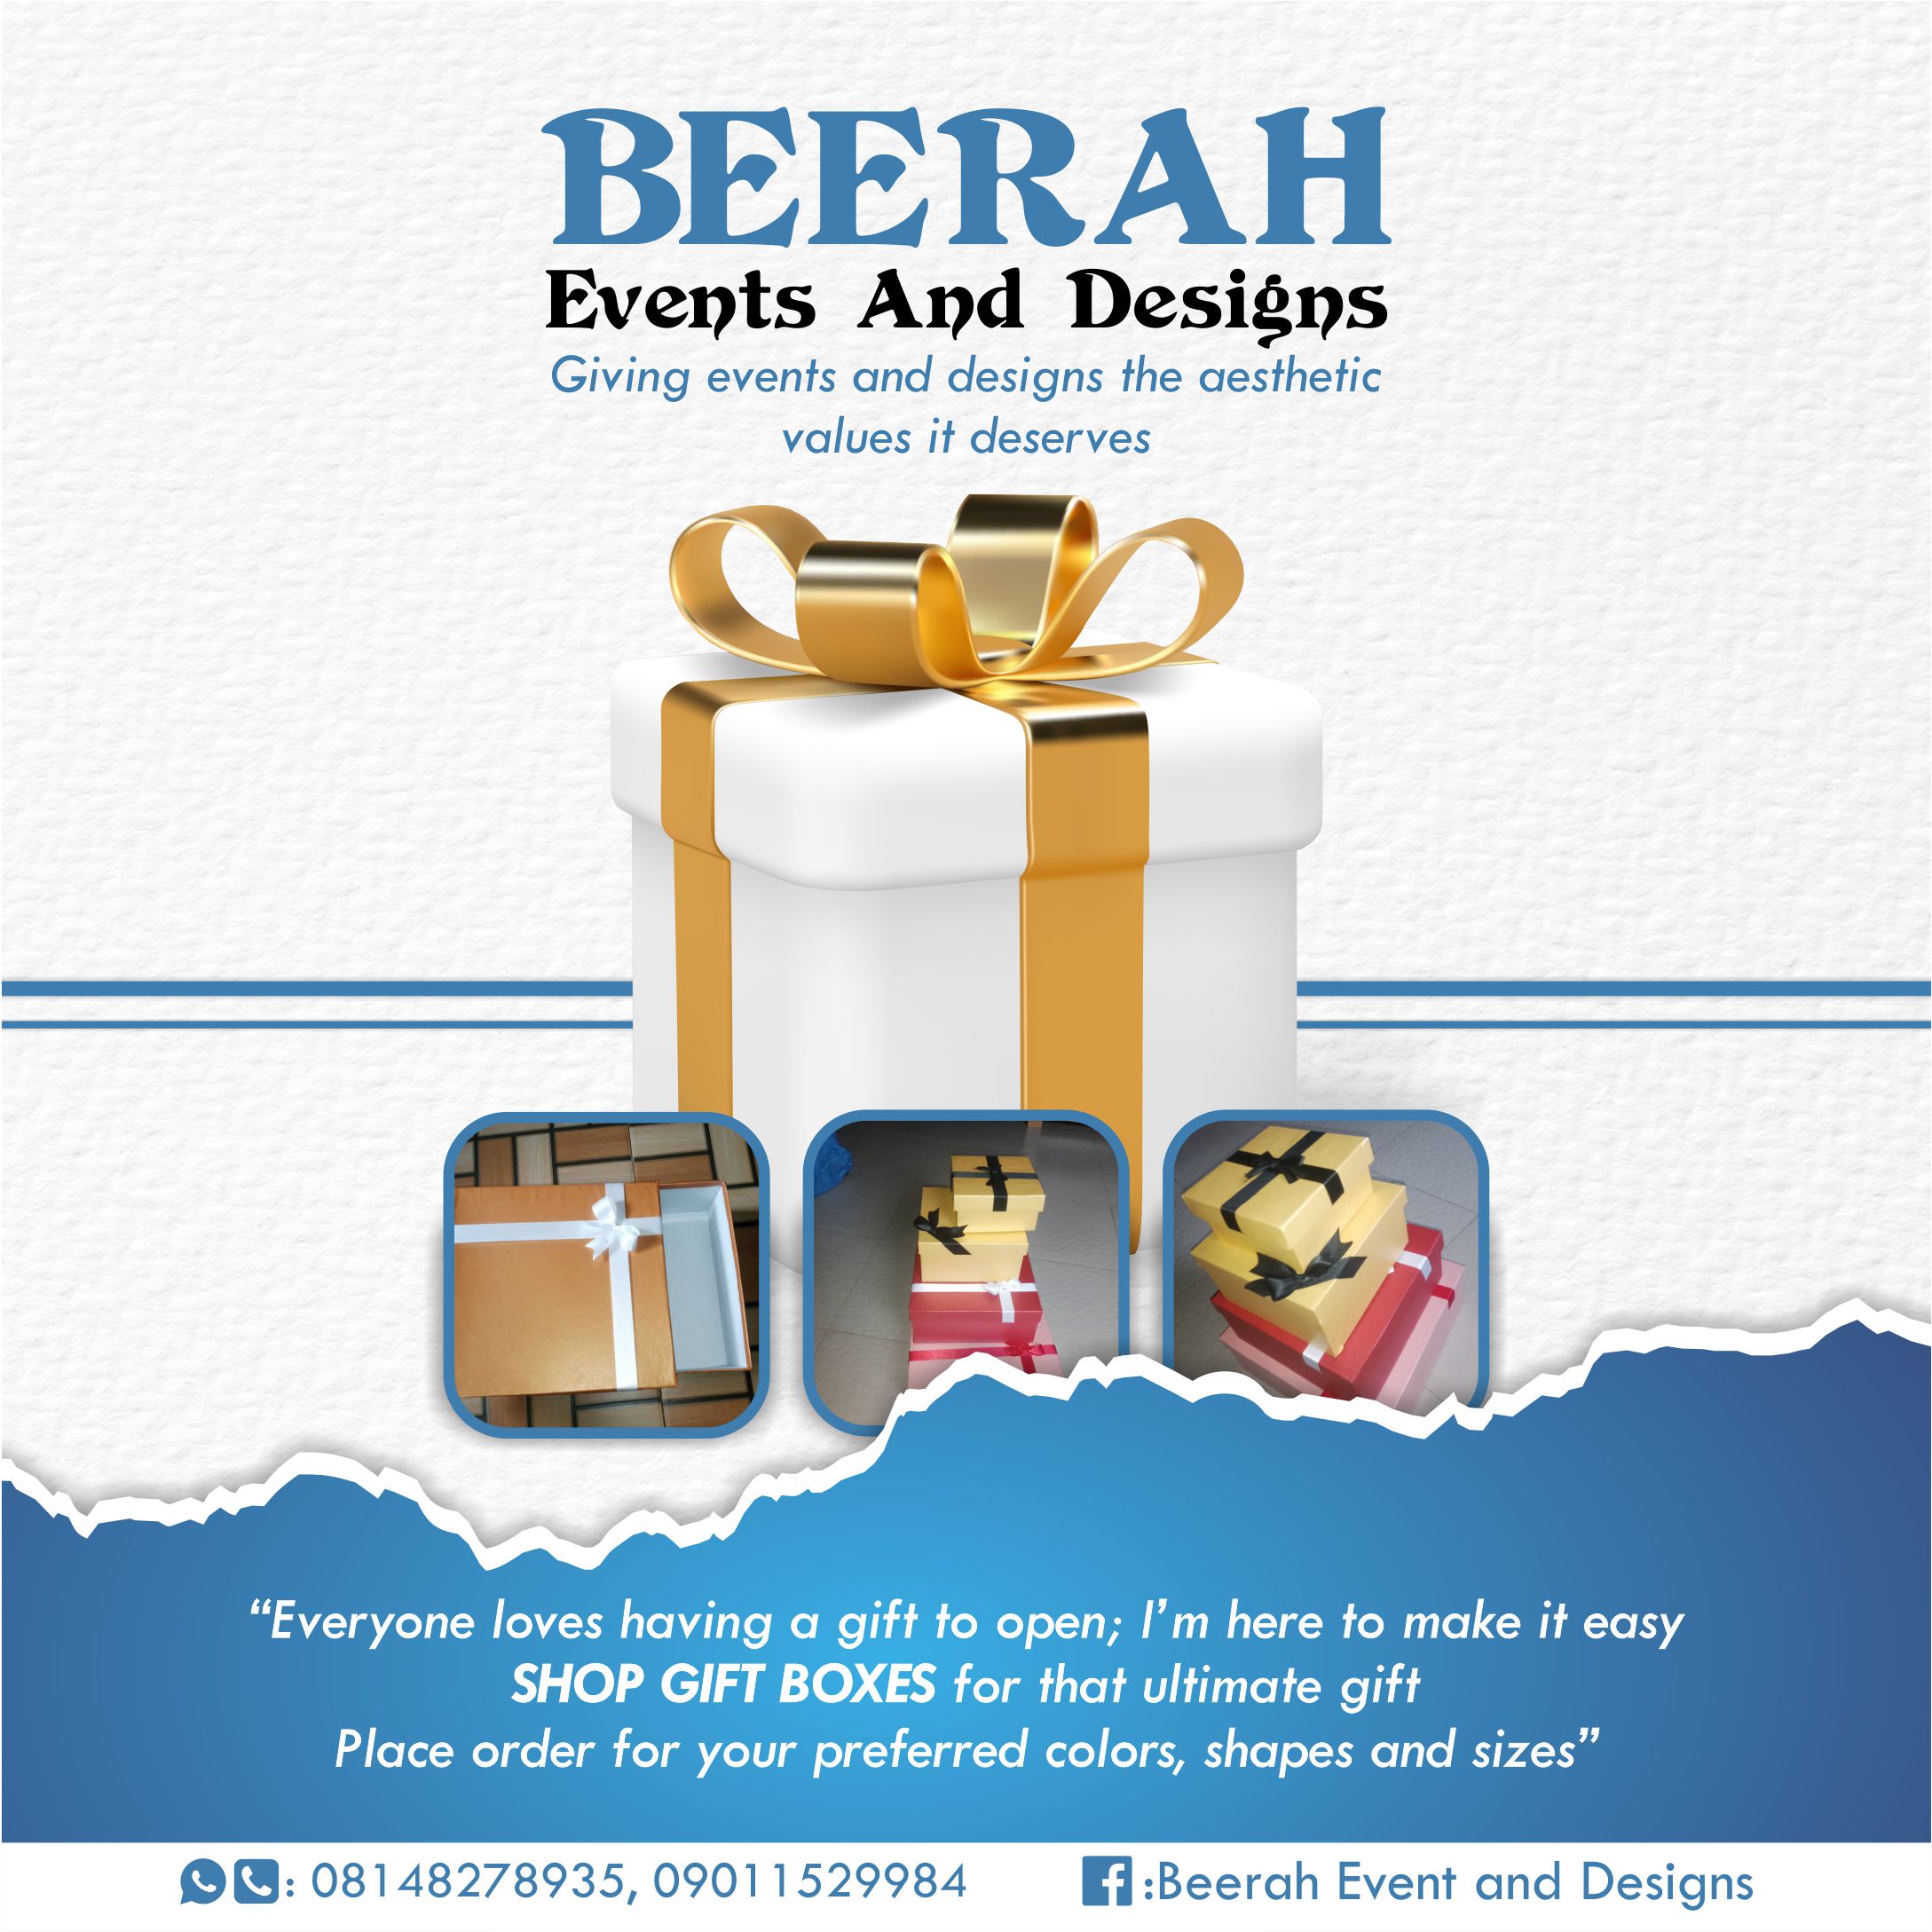 BEERAH
Events And Designs
Giving events and designs the aesthetic
values it deserves
“Everyone loves having a gift to open; I’m here to make it easy
SHOP GIFT BOXES for that ultimate gift
Place order for your preferred colors, shapes and sizes”
: 08148278935, 09011529984
:Beerah Event and Designs